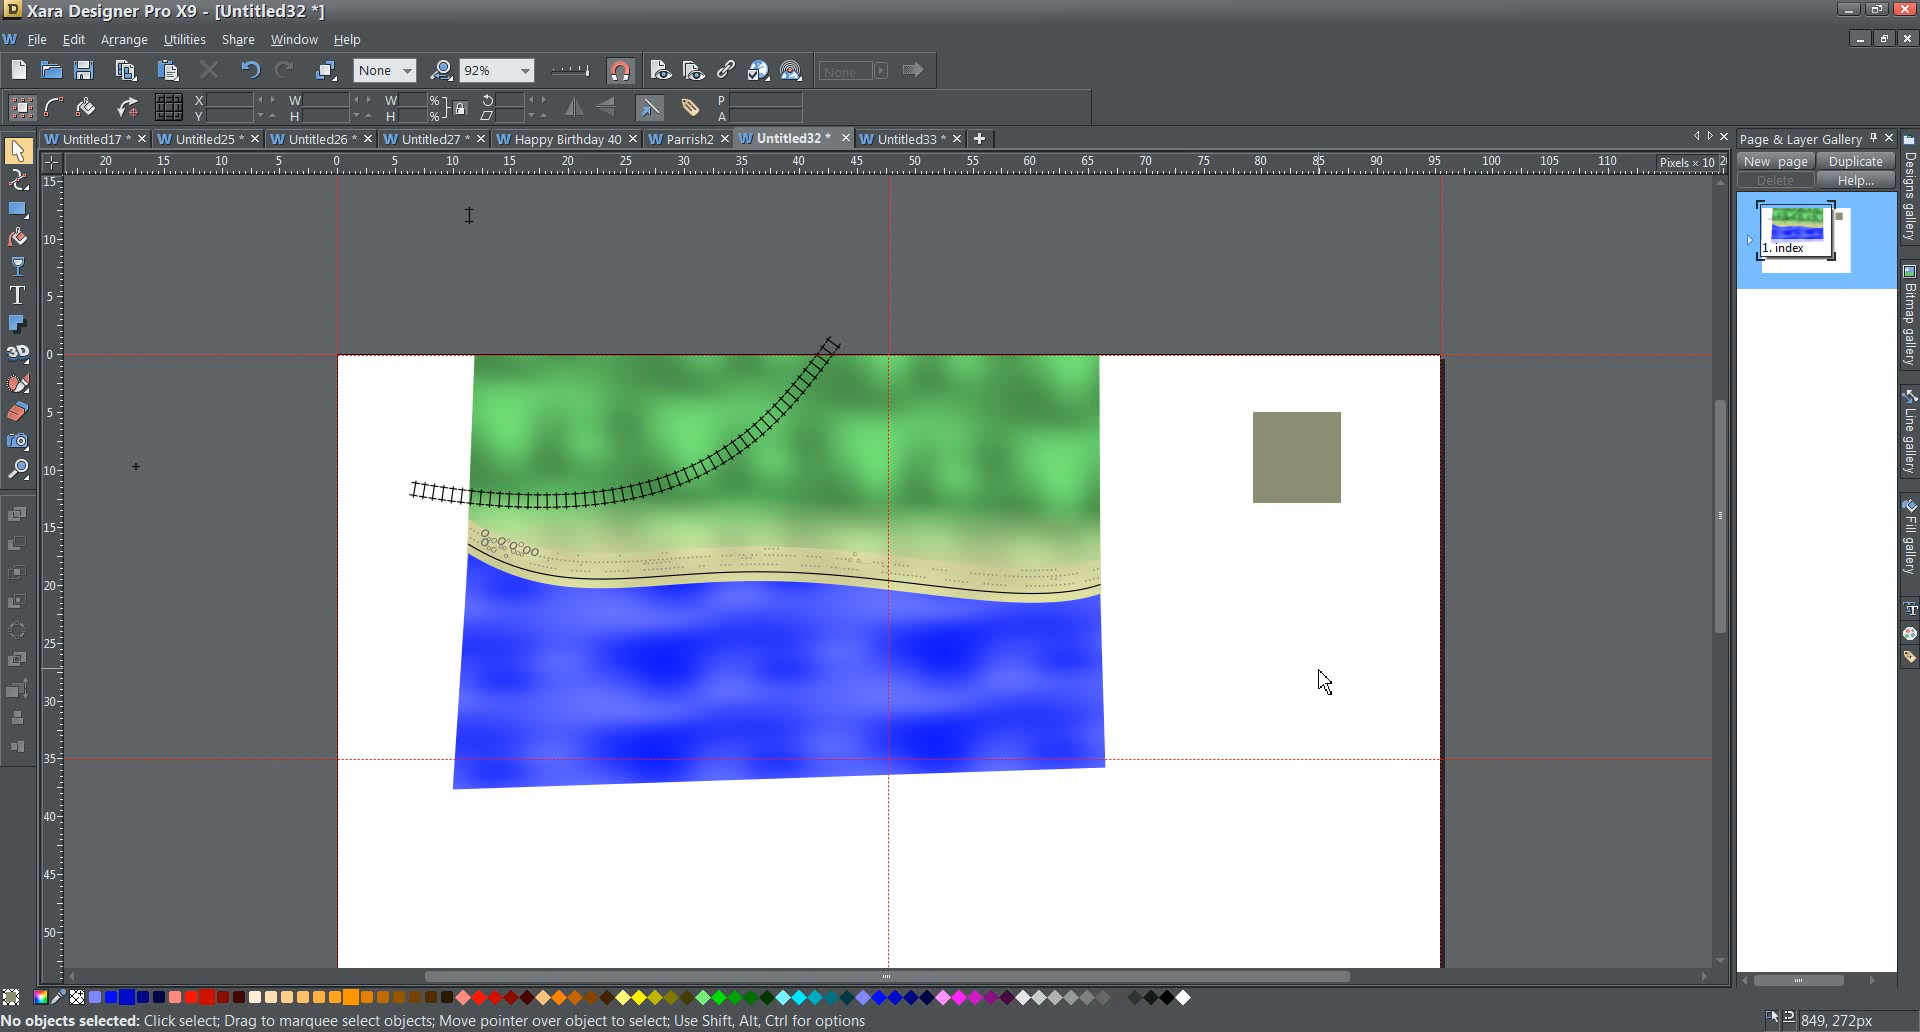 Xara Designer Pro X9 - [Untitled32 *]
File Edit Arrange Utilities Share Window Help
None 92% None
X W W % P
Y H H % A
Untitled17 * Untitled25 * Untitled26 * Untitled27 * Happy Birthday 40 Parrish2 Untitled32 * Untitled33 *
Page & Layer Gallery
20 15 10 5 0 5 10 15 20 25 30 35 40 45 50 55 60 65 70 75 80 85 90 95 100 105 110 Pixels × 10
New page Duplicate
Delete Help...
1. index
15
10
5
0
5
10
15
20
25
30
35
40
45
50
T
3D
Designs gallery
Bitmap gallery
Line gallery
Fill gallery
No objects selected: Click select; Drag to marquee select objects; Move pointer over object to select; Use Shift, Alt, Ctrl for options
849, 272px